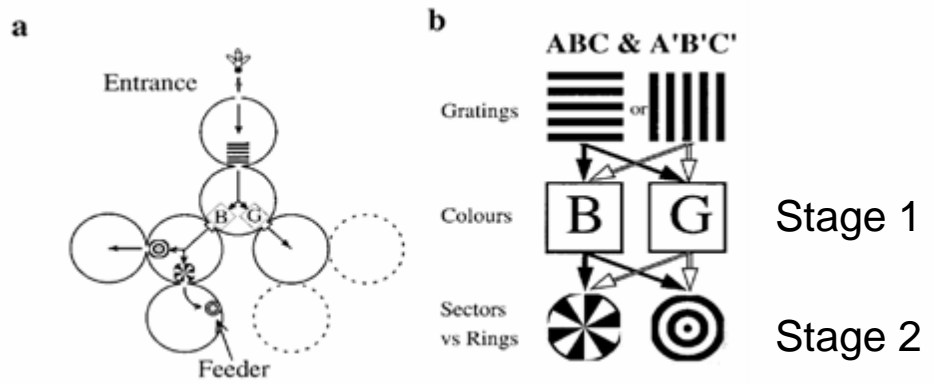 a
Entrance
B G
Feeder
b
ABC & A'B'C'
Gratings
or
Colours
B G
Stage 1
Sectors
vs Rings
Stage 2